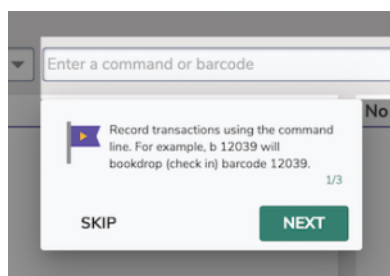 Enter a command or barcode
No
Record transactions using the command
line. For example, b 12039 will
bookdrop (check in) barcode 12039.
1/3
SKIP NEXT